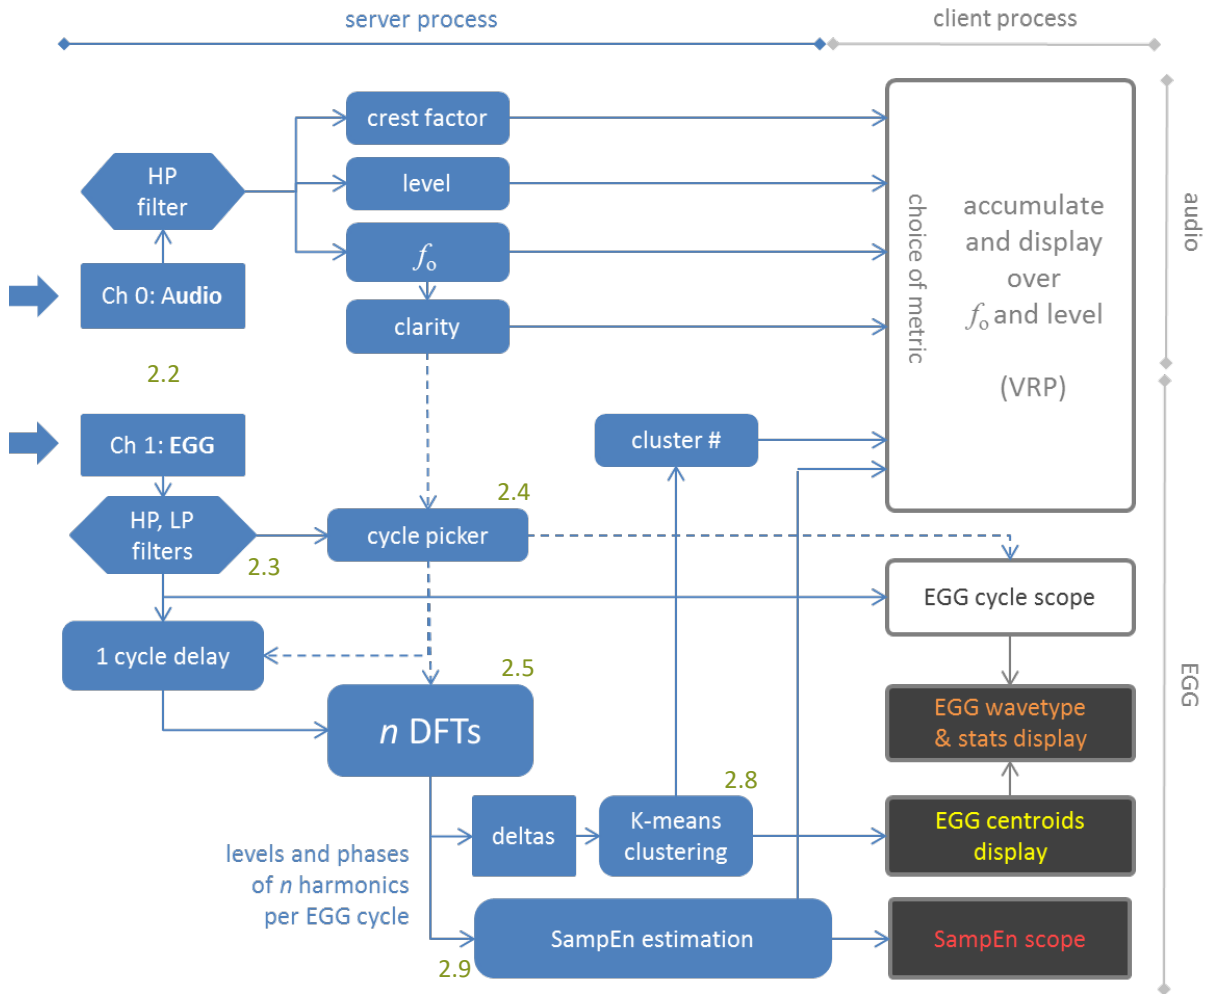 server process
client process
crest factor
level
fo
clarity
HP
filter
Ch 0: Audio
2.2
Ch 1: EGG
HP, LP
filters
2.3
cycle picker
2.4
1 cycle delay
2.5
n DFTs
levels and phases
of n harmonics
per EGG cycle
deltas
K-means
clustering
2.8
cluster #
SampEn estimation
2.9
choice of metric
accumulate
and display
over
fo and level
(VRP)
EGG cycle scope
EGG wavetype
& stats display
EGG centroids
display
SampEn scope
audio
EGG